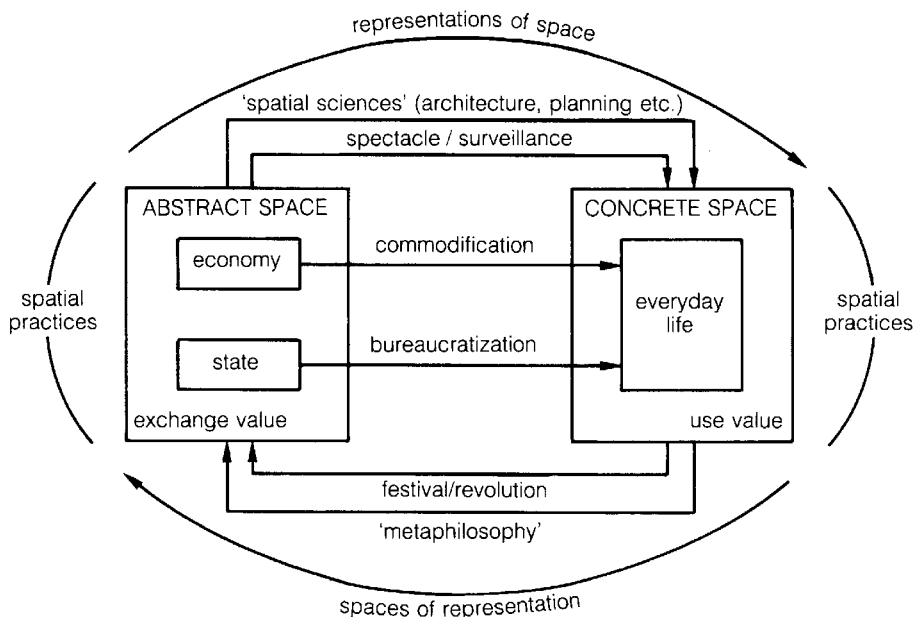 representations of space
'spatial sciences' (architecture, planning etc.)
spectacle / surveillance
ABSTRACT SPACE
CONCRETE SPACE
economy
commodification
everyday
life
spatial
practices
spatial
practices
state
bureaucratization
exchange value
use value
festival/revolution
'metaphilosophy'
spaces of representation